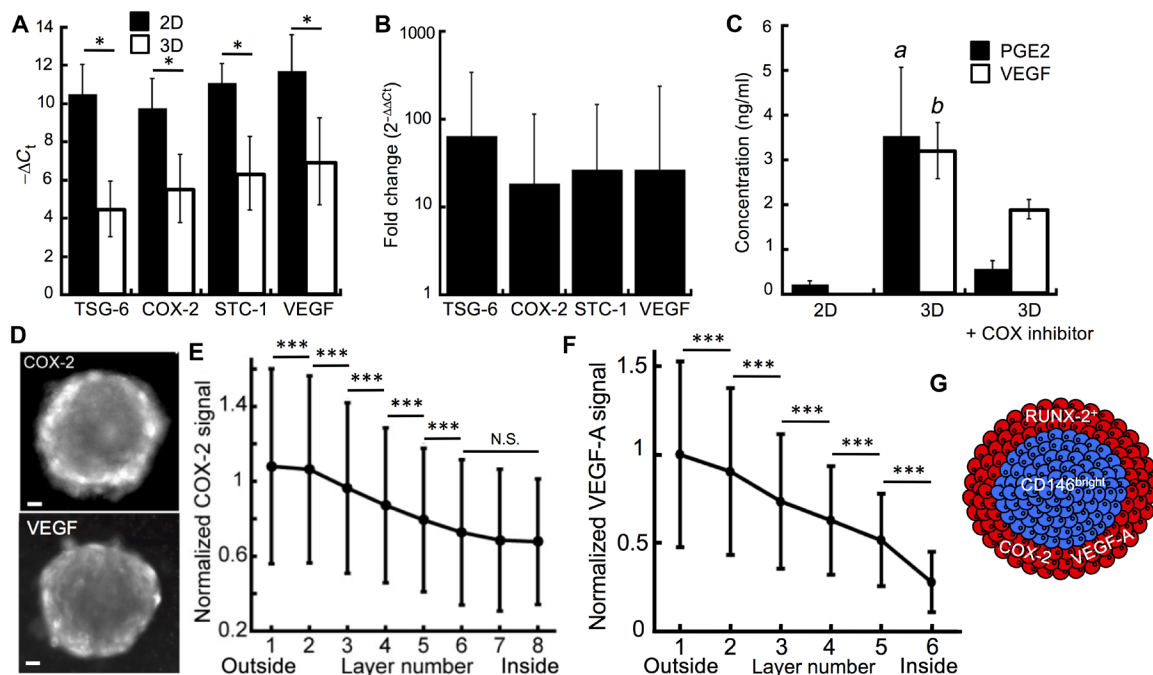 A
2D
3D
14
12
10
8
6
4
2
0
−ΔCt
*
*
*
*
TSG-6
COX-2
STC-1
VEGF
B
1000
100
10
1
Fold change (2−ΔΔCt)
TSG-6
COX-2
STC-1
VEGF
C
PGE2
VEGF
6
5
4
3
2
1
0
Concentration (ng/ml)
a
b
2D
3D
3D
+ COX inhibitor
D
COX-2
VEGF
E
1.4
1
0.6
0.2
Normalized COX-2 signal
***
***
***
***
***
N.S.
1 2 3 4 5 6 7 8
Outside Layer number Inside
F
1.5
1
0.5
0
Normalized VEGF-A signal
***
***
***
***
***
1 2 3 4 5 6
Outside Layer number Inside
G
RUNX-2+
CD146bright
COX-2 VEGF-A